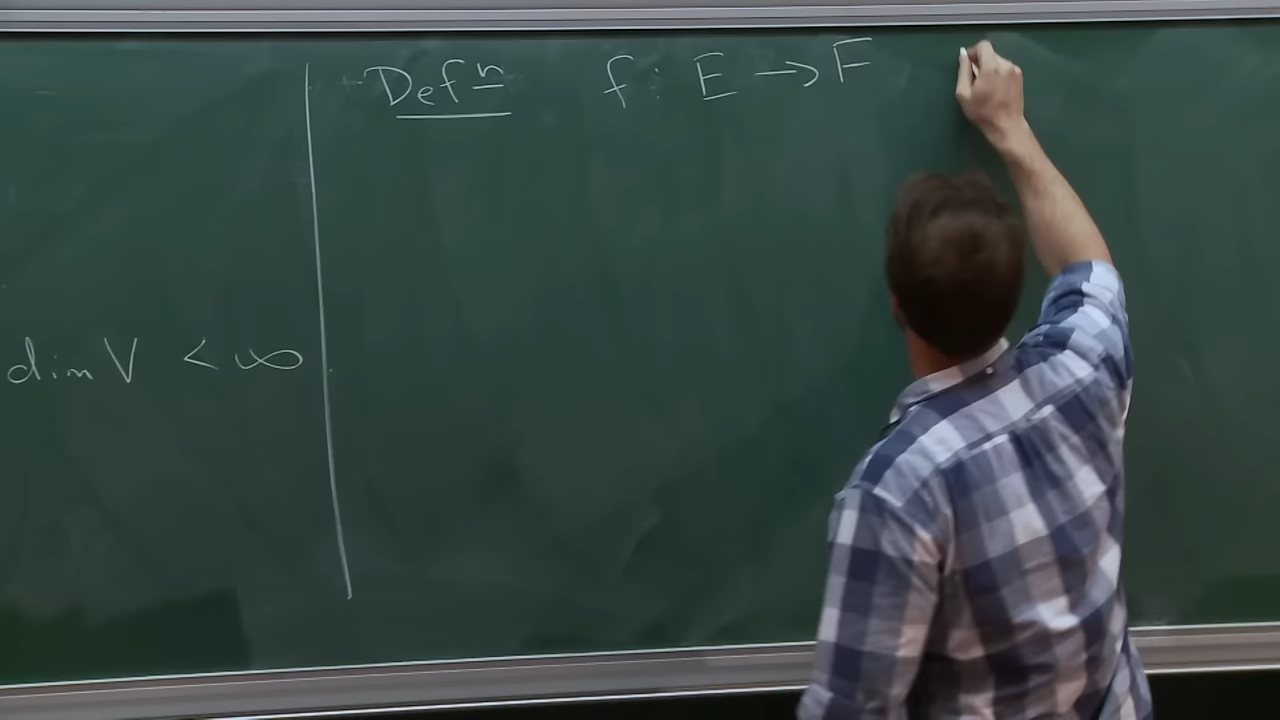 Defⁿ f: E → F
dim V < ∞